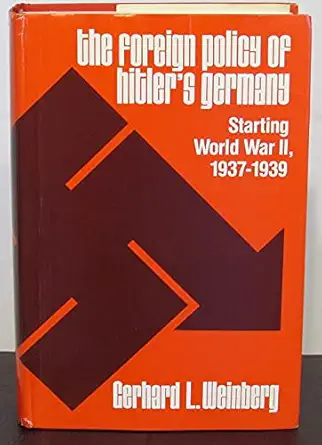 the foreign policy of
hitler's germany
Starting
World War II,
1937-1939
Gerhard L. Weinberg